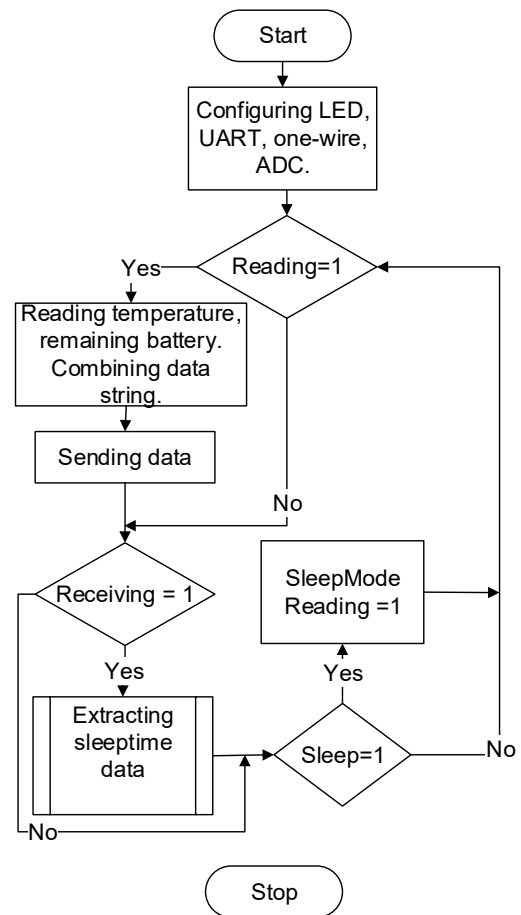 Start
Configuring LED,
UART, one-wire,
ADC.
Yes
Reading=1
Reading temperature,
remaining battery.
Combining data
string.
Sending data
No
Receiving = 1
SleepMode
Reading =1
Yes
Yes
Extracting
sleeptime
data
Sleep=1
No
No
Stop